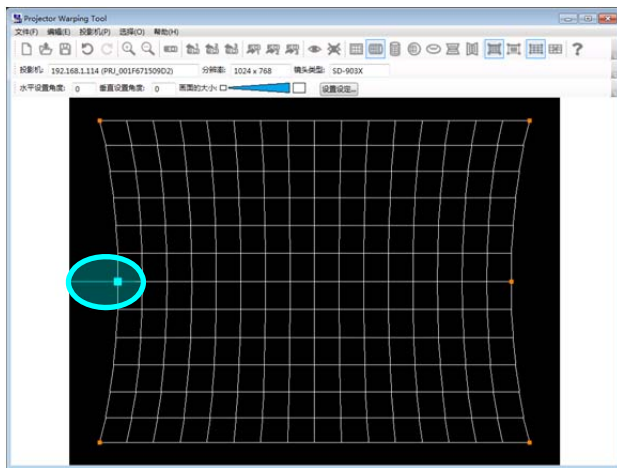 Projector Warping Tool
文件(F) 编辑(E) 投影机(P) 选择(O) 帮助(H)
投影机: 192.168.1.114 (PRJ_001F671509D2) 分辨率: 1024 x 768 镜头类型: SD-903X
水平设置角度: 0 垂直设置角度: 0 画面的大小: 设置设定...